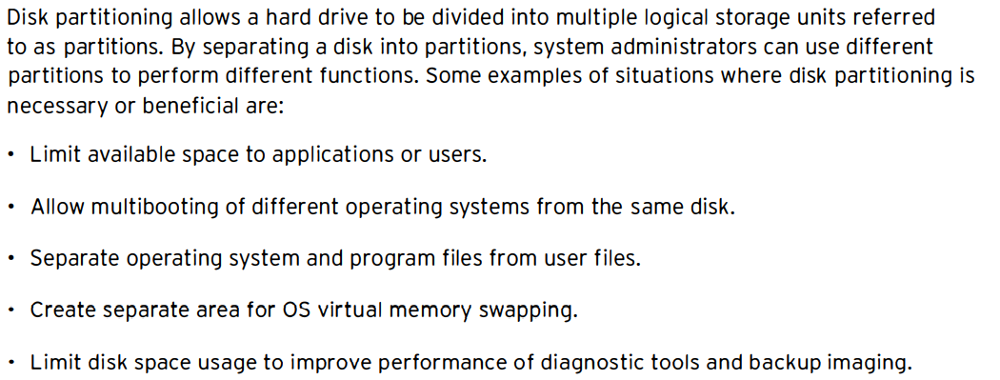 Disk partitioning allows a hard drive to be divided into multiple logical storage units referred
to as partitions. By separating a disk into partitions, system administrators can use different
partitions to perform different functions. Some examples of situations where disk partitioning is
necessary or beneficial are:
• Limit available space to applications or users.
• Allow multibooting of different operating systems from the same disk.
• Separate operating system and program files from user files.
• Create separate area for OS virtual memory swapping.
• Limit disk space usage to improve performance of diagnostic tools and backup imaging.